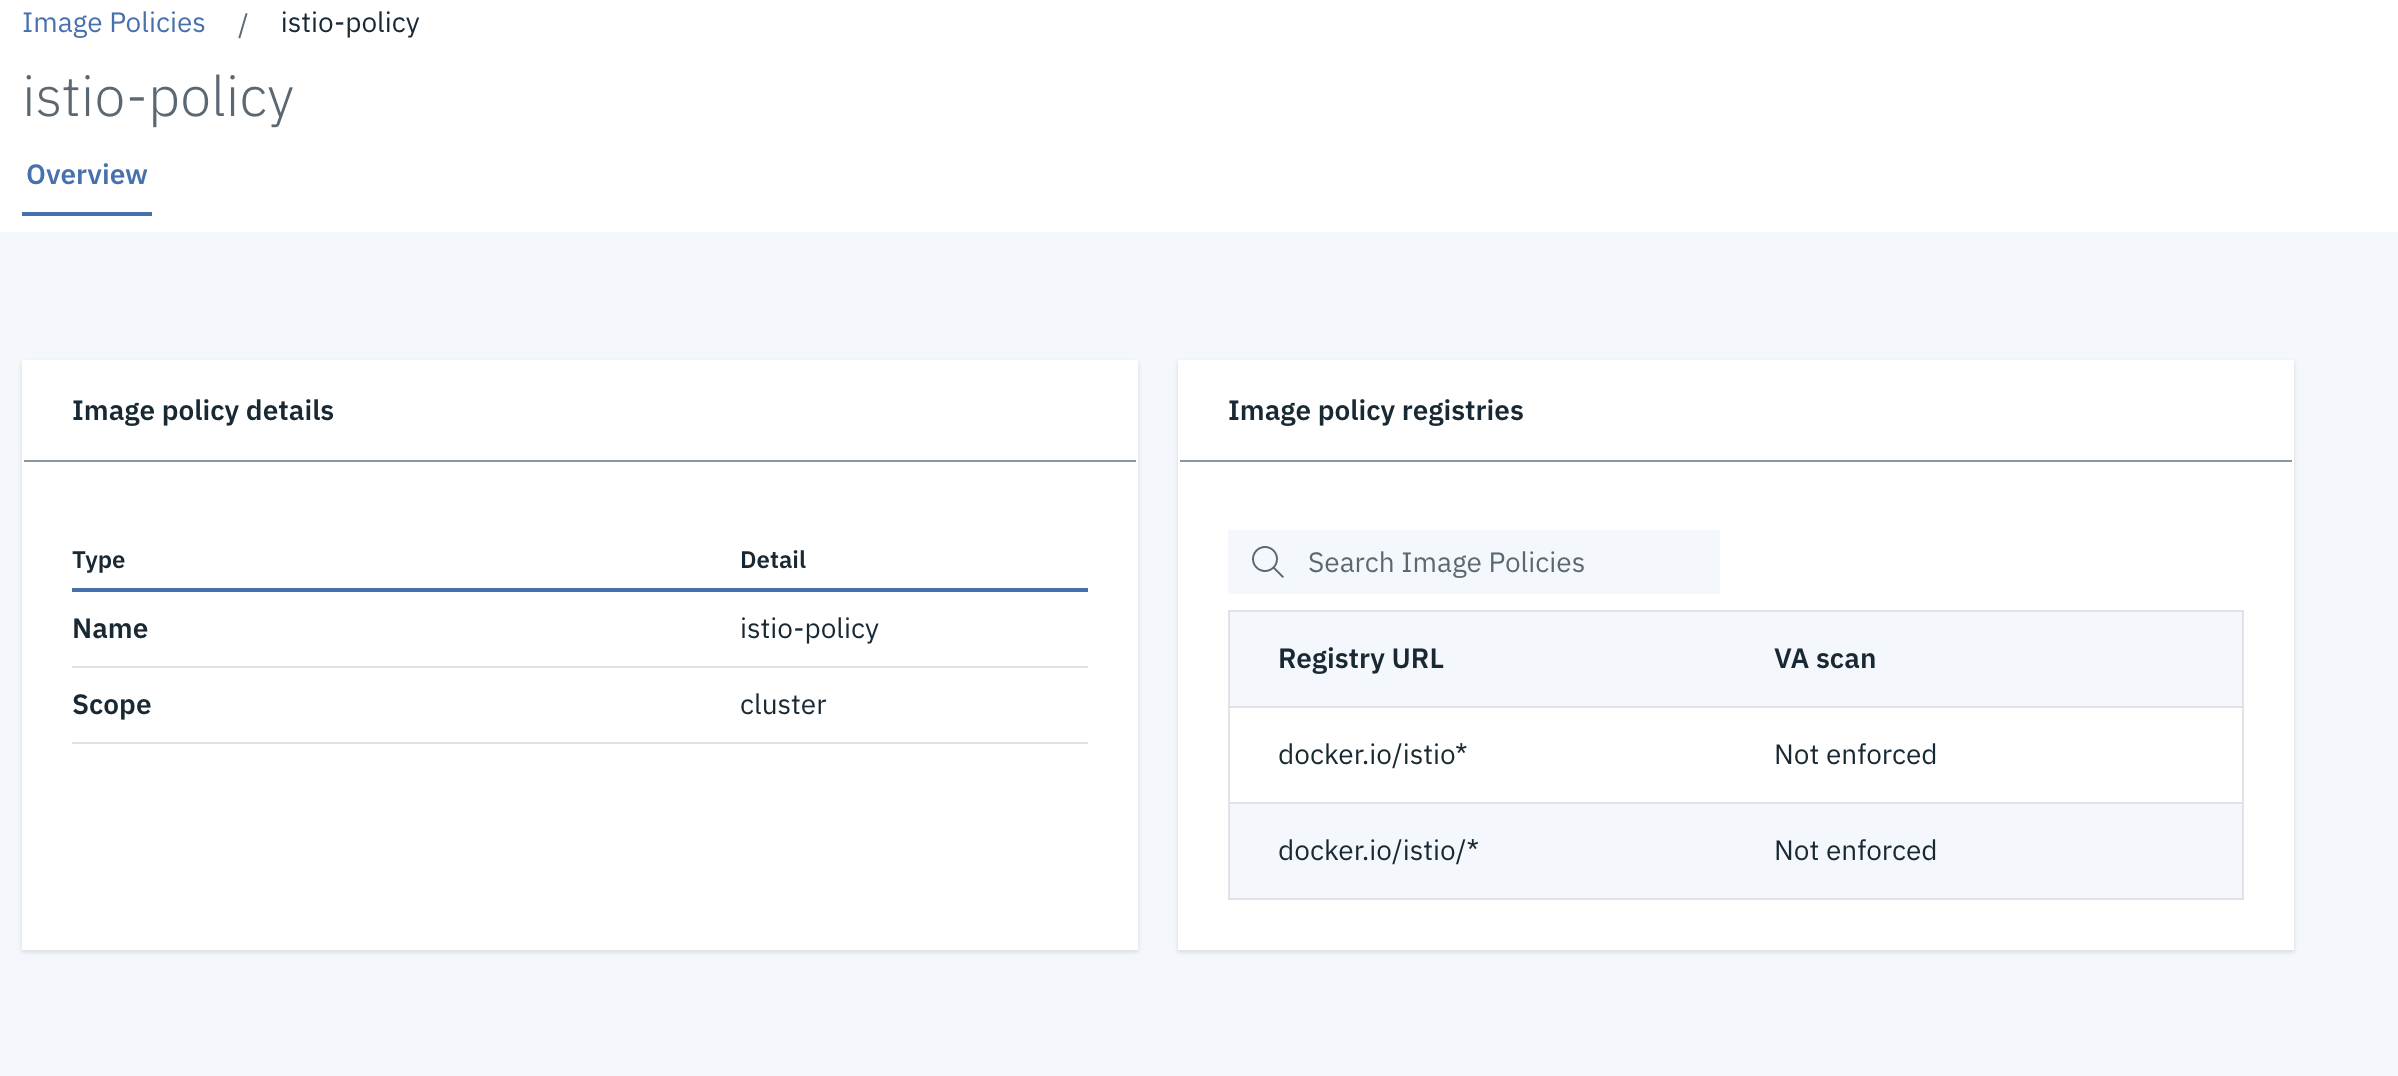 Image Policies / istio-policy
istio-policy
Overview
Image policy details
Type Detail
Name istio-policy
Scope cluster
Image policy registries
Search Image Policies
Registry URL VA scan
docker.io/istio* Not enforced
docker.io/istio/* Not enforced